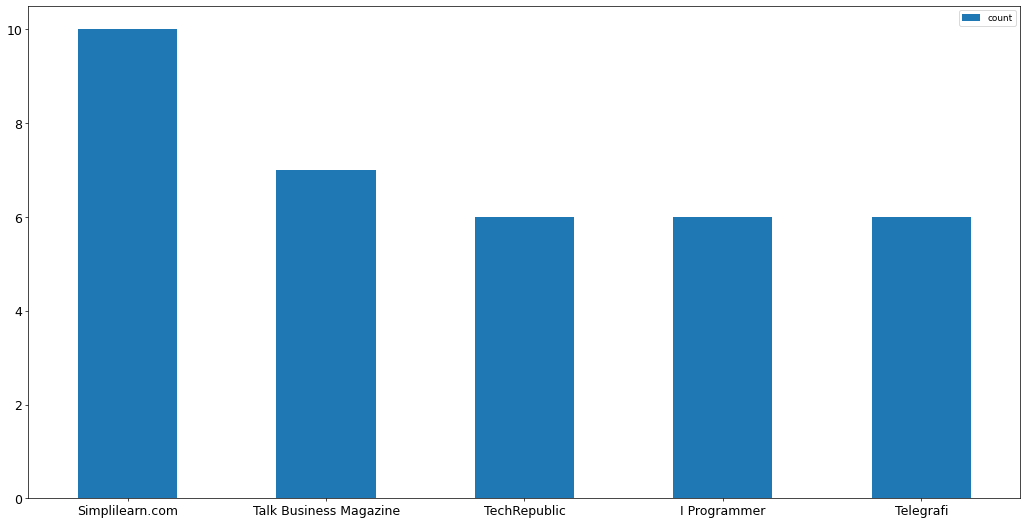 count
10
8
6
4
2
0
Simplilearn.com
Talk Business Magazine
TechRepublic
I Programmer
Telegrafi